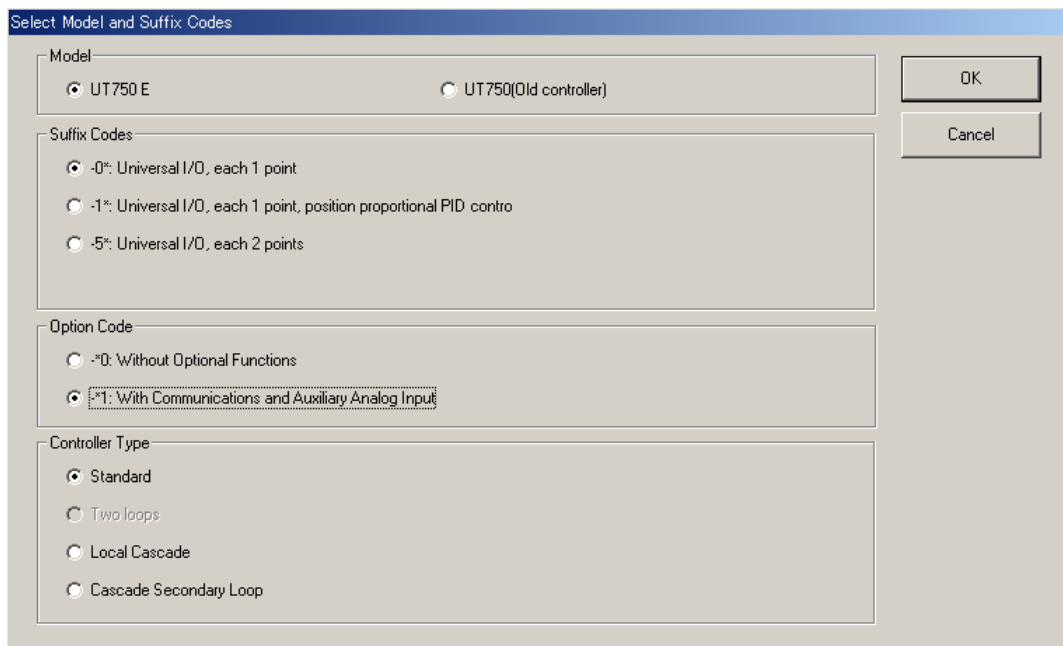 Select Model and Suffix Codes
Model
UT750 E
UT750(Old controller)
OK
Cancel
Suffix Codes
-0*: Universal I/O, each 1 point
-1*: Universal I/O, each 1 point, position proportional PID contro
-5*: Universal I/O, each 2 points
Option Code
-*0: Without Optional Functions
-*1: With Communications and Auxiliary Analog Input
Controller Type
Standard
Two loops
Local Cascade
Cascade Secondary Loop